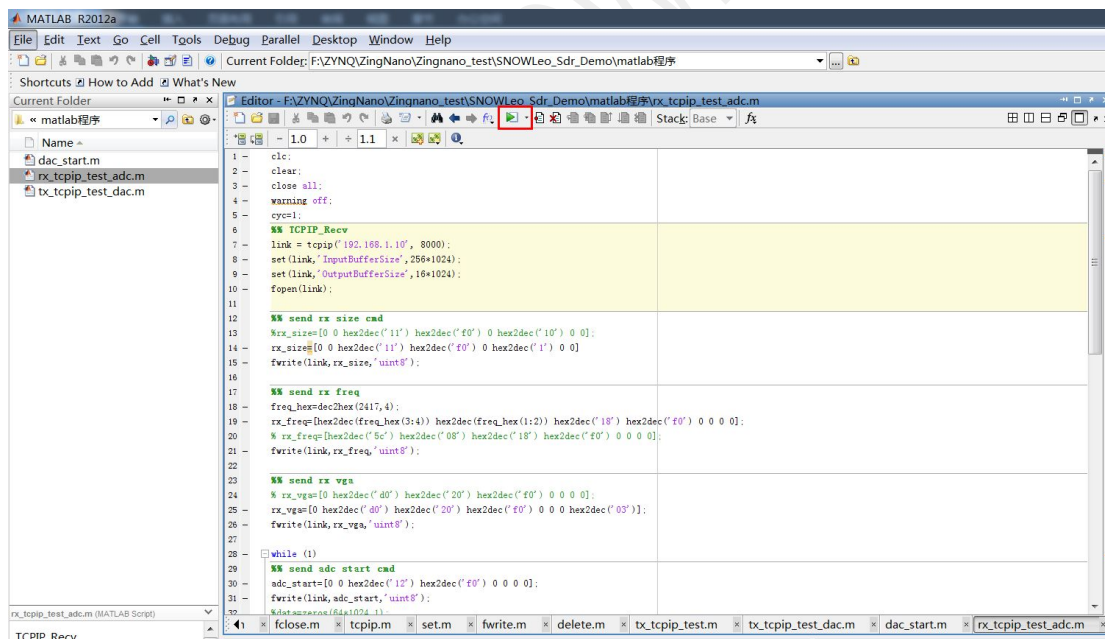 MATLAB R2012a
File Edit Text Go Cell Tools Debug Parallel Desktop Window Help
Current Folder: F:\ZYNQ\ZingNano\Zingnano_test\SNOWLeo_Sdr_Demo\matlab程序
Shortcuts How to Add What's New
Current Folder
Editor - F:\ZYNQ\ZingNano\Zingnano_test\SNOWLeo_Sdr_Demo\matlab程序\rx_tcpip_test_adc.m
« matlab程序
Stack: Base fx
Name
- 1.0 + ÷ 1.1 ×
dac_start.m
rx_tcpip_test_adc.m
tx_tcpip_test_dac.m
1 - clc;
2 - clear;
3 - close all;
4 - warning off;
5 - cyc=1;
6 %% TCPIP_Recv
7 - link = tcpip('192.168.1.10', 8000);
8 - set(link,'InputBufferSize',256*1024);
9 - set(link,'OutputBufferSize',16*1024);
10 - fopen(link);
11
12 %% send rx size cmd
13 %rx_size=[0 0 hex2dec('11') hex2dec('f0') 0 hex2dec('10') 0 0];
14 - rx_size=[0 0 hex2dec('11') hex2dec('f0') 0 hex2dec('1') 0 0]
15 - fwrite(link,rx_size,'uint8');
16
17 %% send rx freq
18 - freq_hex=dec2hex(2417,4);
19 - rx_freq=[hex2dec(freq_hex(3:4)) hex2dec(freq_hex(1:2)) hex2dec('18') hex2dec('f0') 0 0 0 0];
20 % rx_freq=[hex2dec('5c') hex2dec('08') hex2dec('18') hex2dec('f0') 0 0 0 0];
21 - fwrite(link,rx_freq,'uint8');
22
23 %% send rx vga
24 % rx_vga=[0 hex2dec('d0') hex2dec('20') hex2dec('f0') 0 0 0 0];
25 - rx_vga=[0 hex2dec('d0') hex2dec('20') hex2dec('f0') 0 0 0 hex2dec('03')];
26 - fwrite(link,rx_vga,'uint8');
27
28 - while (1)
29 %% send adc start cmd
30 - adc_start=[0 0 hex2dec('12') hex2dec('f0') 0 0 0 0];
31 - fwrite(link,adc_start,'uint8');
32 %data=zeros(64*1024,1);
rx_tcpip_test_adc.m (MATLAB Script)
fclose.m × tcpip.m × set.m × fwrite.m × delete.m × tx_tcpip_test.m × tx_tcpip_test_dac.m × dac_start.m × rx_tcpip_test_adc.m ×
TCPIP_Recv